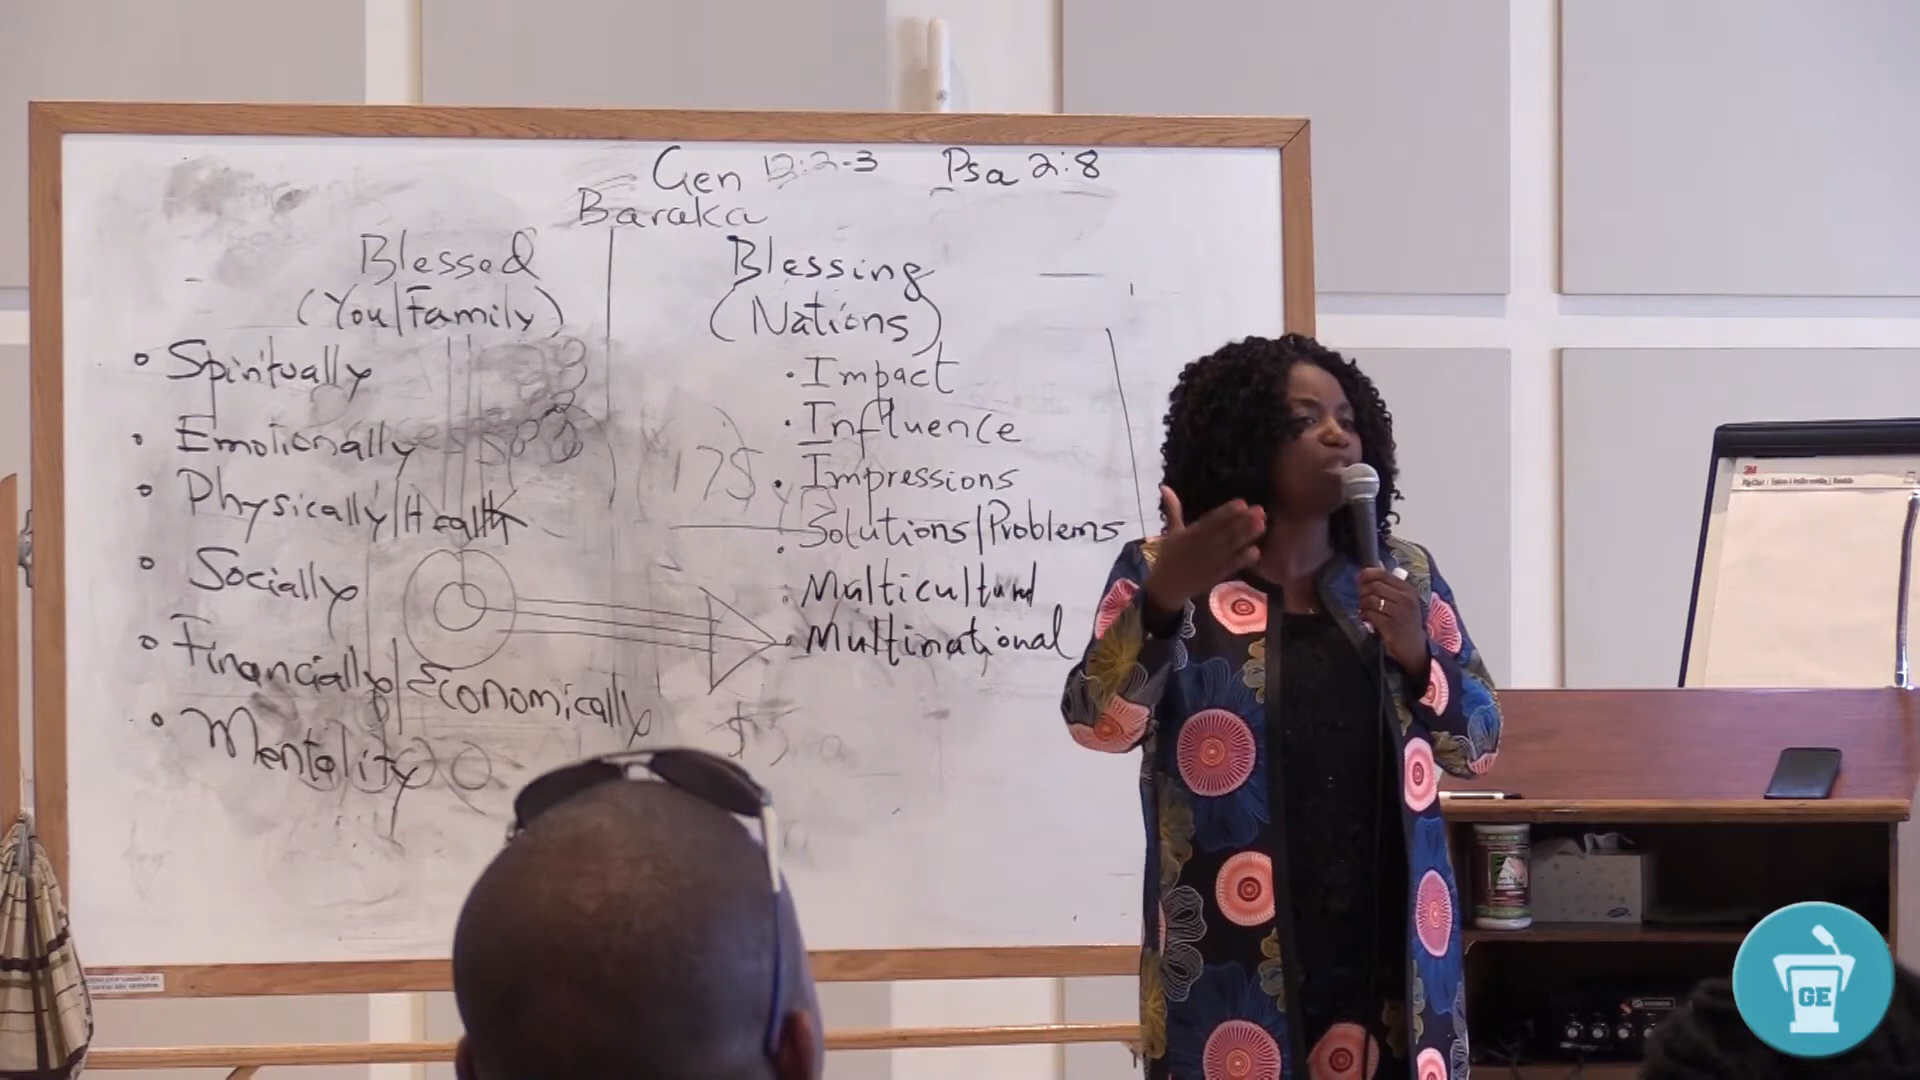 Gen 12:2-3 Psa 2:8
Baraka
Blessed
(You/Family)
• Spiritually
• Emotionally
• Physically/Health
• Socially
• Financially/Economically
• Mentality
Blessing
(Nations)
• Impact
• Influence
• Impressions
• Solutions/Problems
• Multicultural
• Multinational
3M
GE